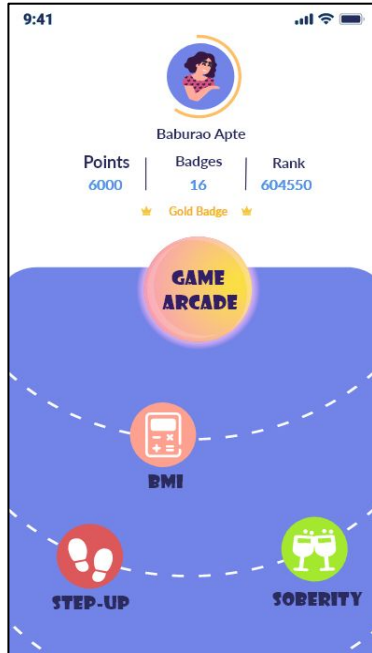 9:41
Baburao Apte
Points Badges Rank
6000 16 604550
Gold Badge
GAME
ARCADE
BMI
STEP-UP
SOBERITY